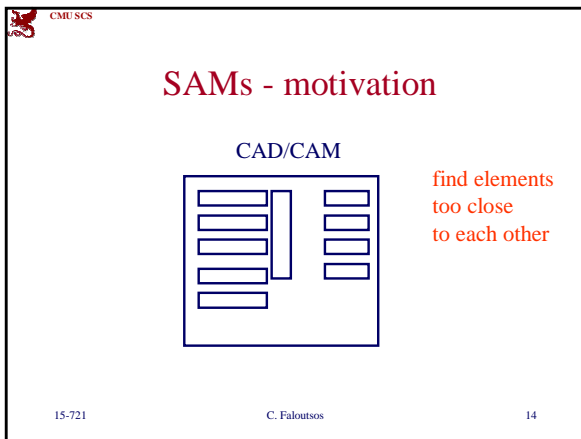 CMU SCS
SAMs - motivation
CAD/CAM
find elements
too close
to each other
15-721
C. Faloutsos
14